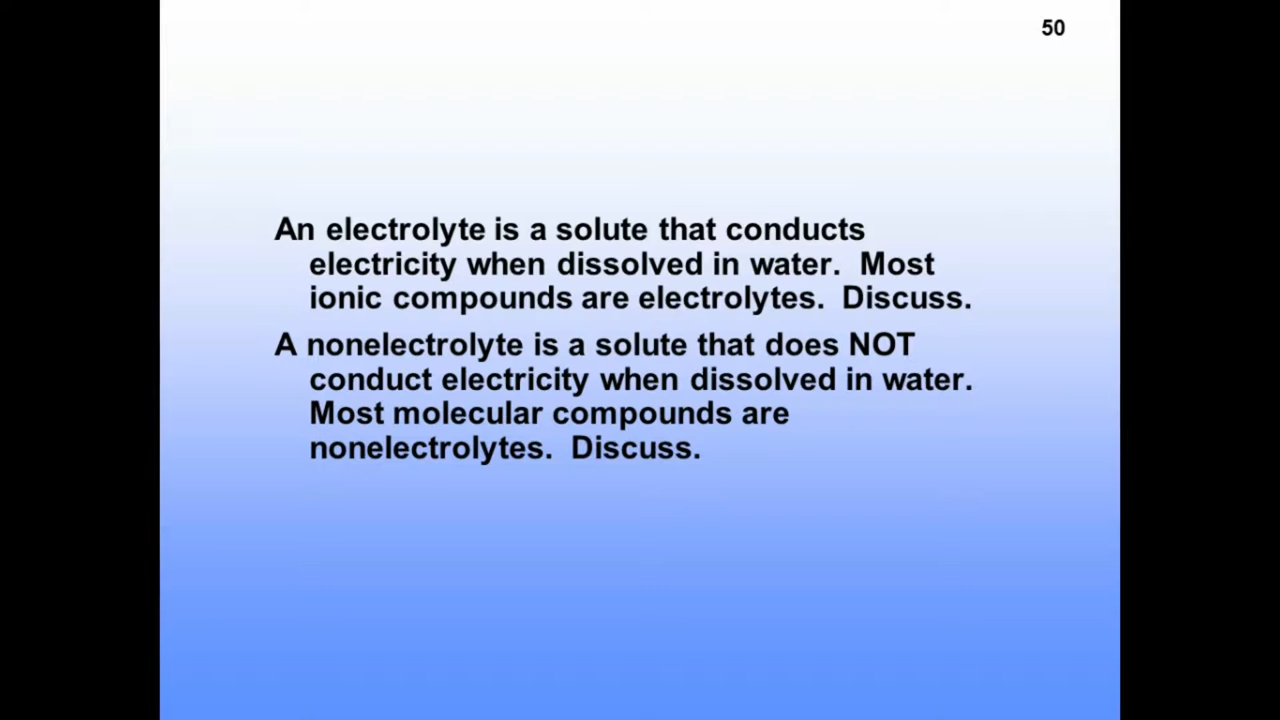 50
An electrolyte is a solute that conducts
electricity when dissolved in water.  Most
ionic compounds are electrolytes.  Discuss.
A nonelectrolyte is a solute that does NOT
conduct electricity when dissolved in water.
Most molecular compounds are
nonelectrolytes.  Discuss.